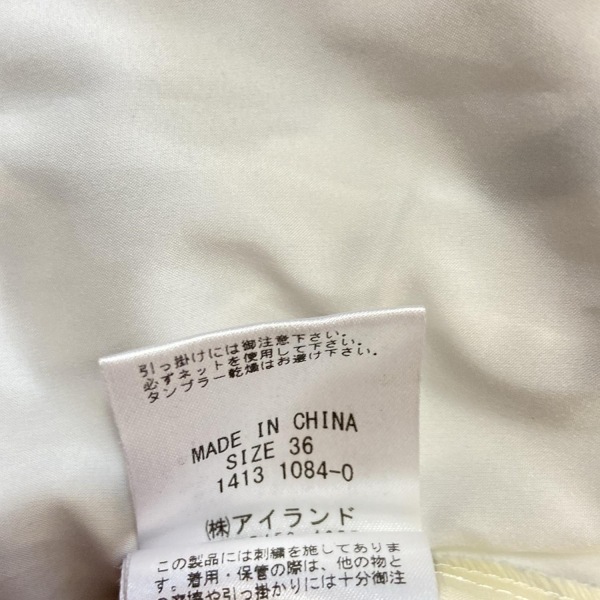 引っ掛けには御注意下さい。
必ずネットを使用して下さい。
タンブラー乾燥はお避け下さい。
MADE IN CHINA
SIZE 36
1413 1084-0
㈱アイランド
この製品には刺繍を施してありま
す。着用・保管の際は、他の物と
や引っ掛かりには十分御注